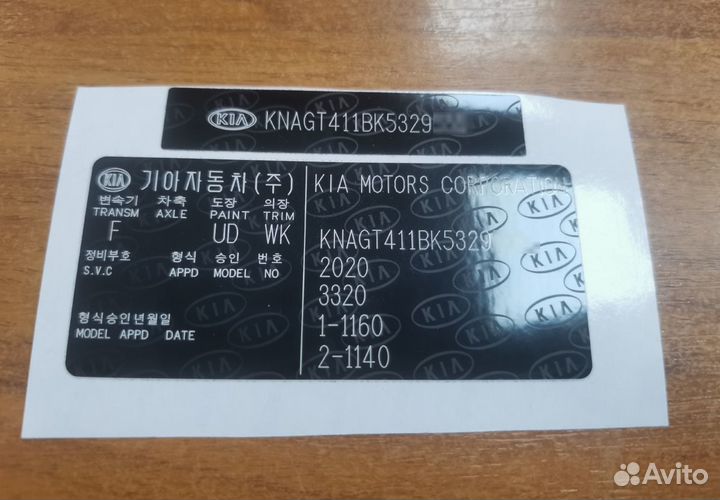 KIA KNAGT411BK5329
KIA 기아자동차(주)
변속기 차축 도장 의장
TRANSM AXLE PAINT TRIM
F UD WK
정비부호 형식 승인 번호
S.V.C APPD MODEL NO
형식승인년월일
MODEL APPD DATE
KIA MOTORS CORPORATION
KNAGT411BK5329
2020
3320
1-1160
2-1140
Avito